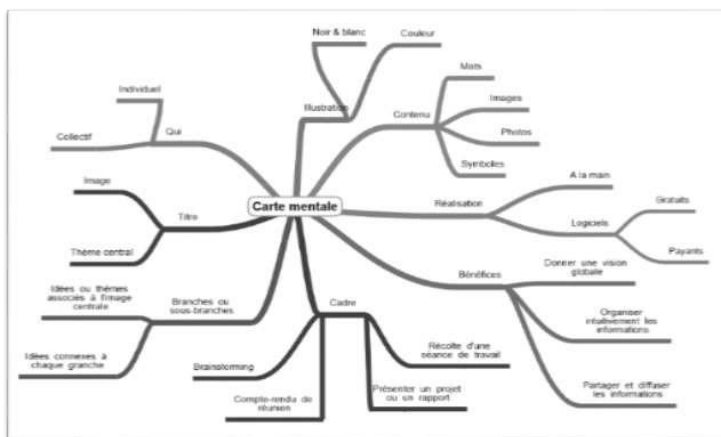 Noir & blanc
Couleur
Illustration
Mots
Images
Contenu
Photos
Symboles
Individuel
Collectif
Qui
Image
Titre
Thème central
Carte mentale
A la main
Réalisation
Gratuits
Logiciels
Payants
Bénéfices
Donner une vision
globale
Organiser
intuitivement les
informations
Partager et diffuser
les informations
Idées ou thèmes
associés à l'image
centrale
Branches ou
sous-branches
Idées connexes à
chaque granche
Cadre
Brainstorming
Compte-rendu de
réunion
Récolte d'une
séance de travail
Présenter un projet
ou un rapport